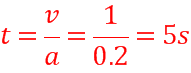 t = v/a = 1/0.2 = 5s